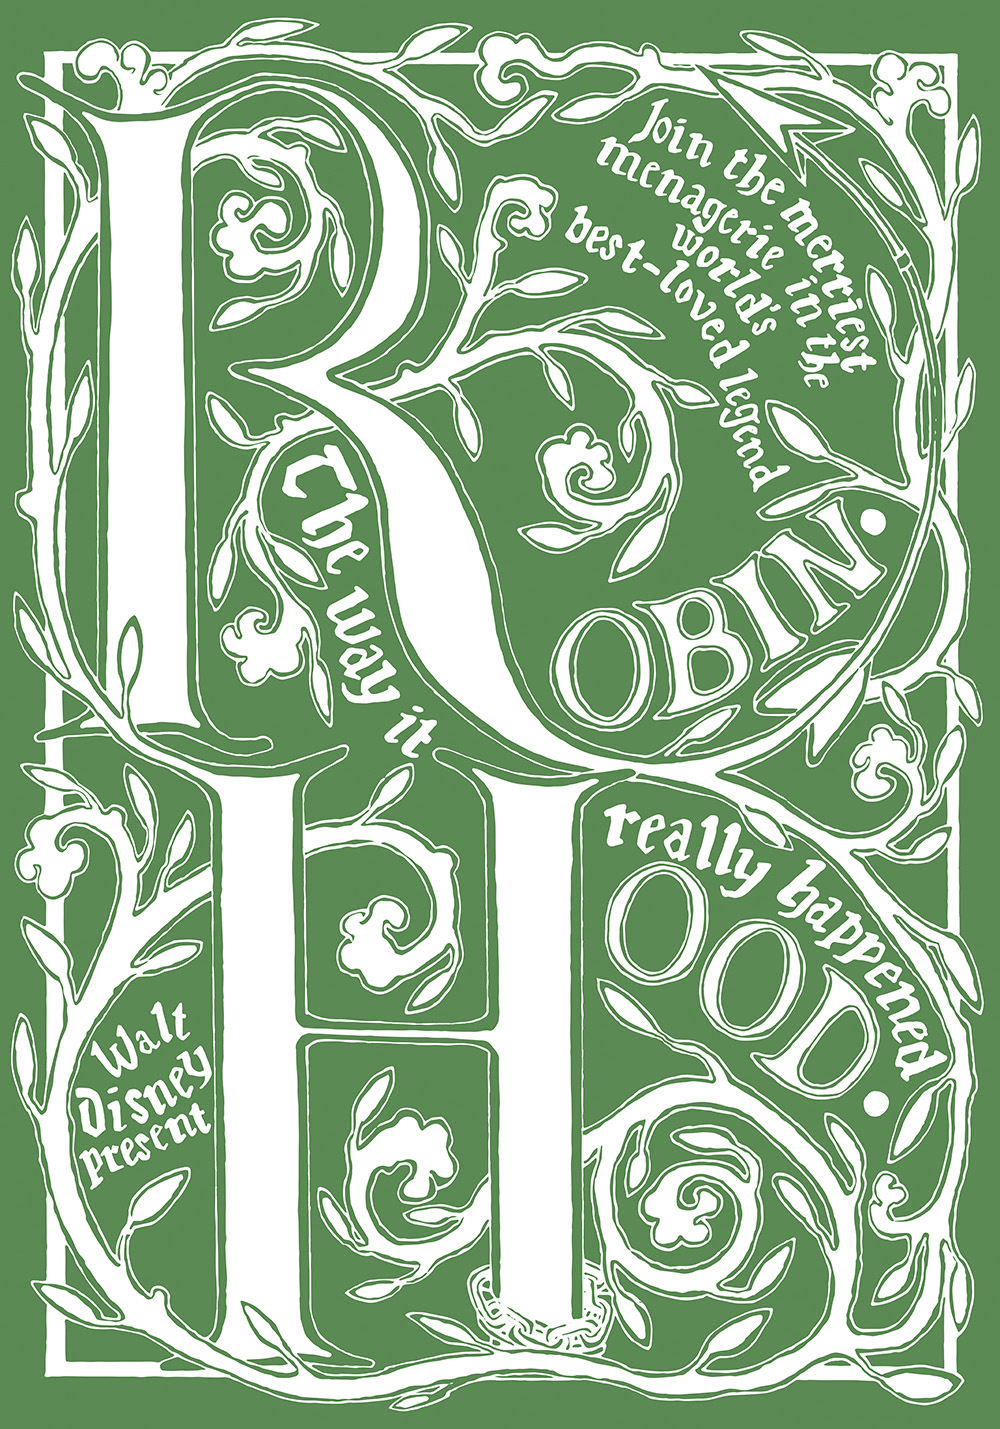 Join the merriest
menagerie in the
world's
best-loved legend
ROBIN.
The way it
really happened
HOOD.
Walt
Disney
present